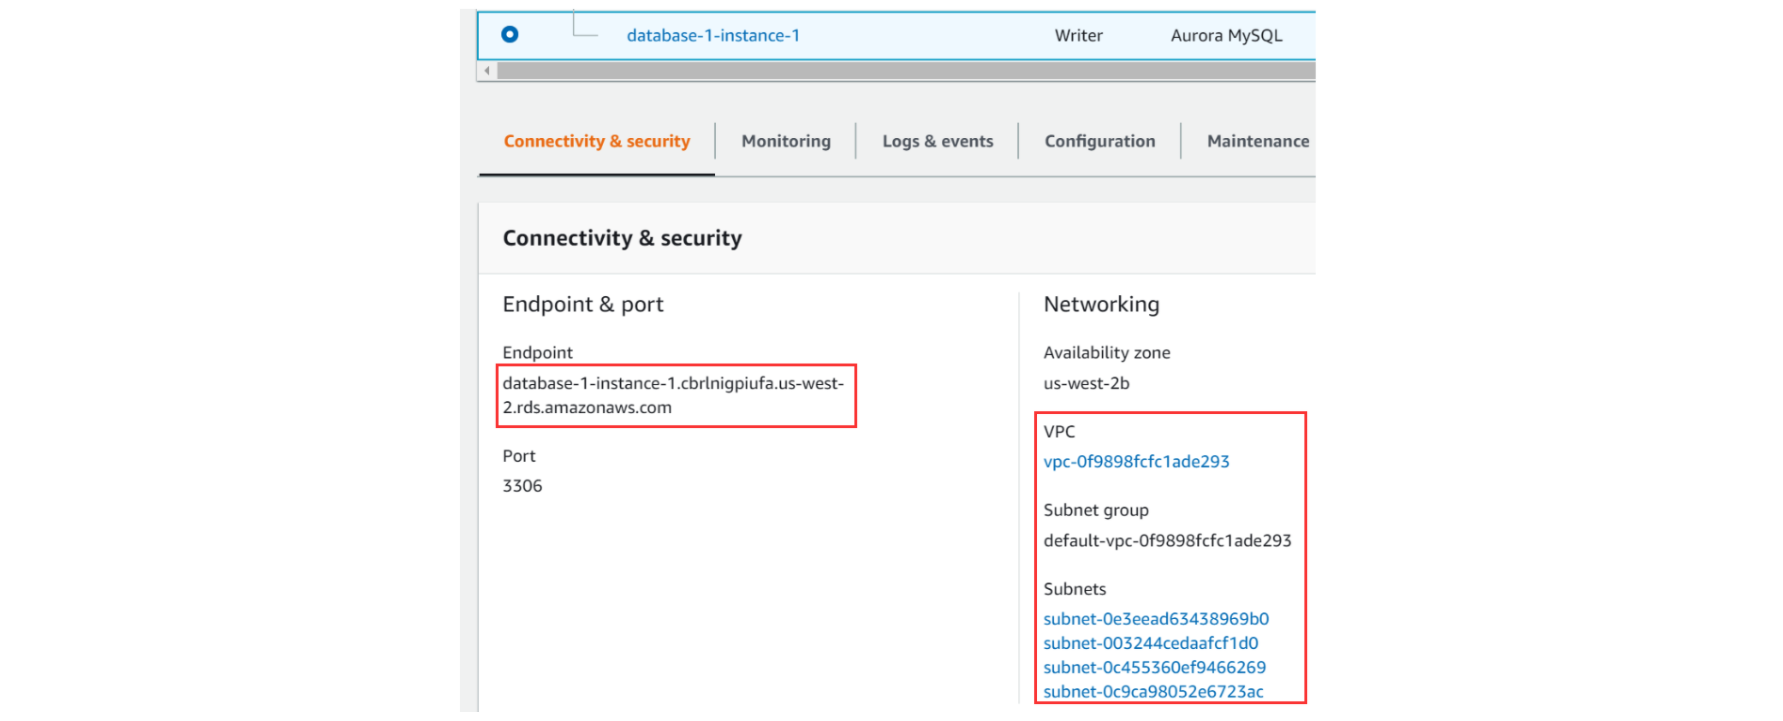 database-1-instance-1 Writer Aurora MySQL
Connectivity & security Monitoring Logs & events Configuration Maintenance
Connectivity & security
Endpoint & port
Endpoint
database-1-instance-1.cbrlnigpiufa.us-west-
2.rds.amazonaws.com
Port
3306
Networking
Availability zone
us-west-2b
VPC
vpc-0f9898fcfc1ade293
Subnet group
default-vpc-0f9898fcfc1ade293
Subnets
subnet-0e3eead63438969b0
subnet-003244cedaafcf1d0
subnet-0c455360ef9466269
subnet-0c9ca98052e6723ac